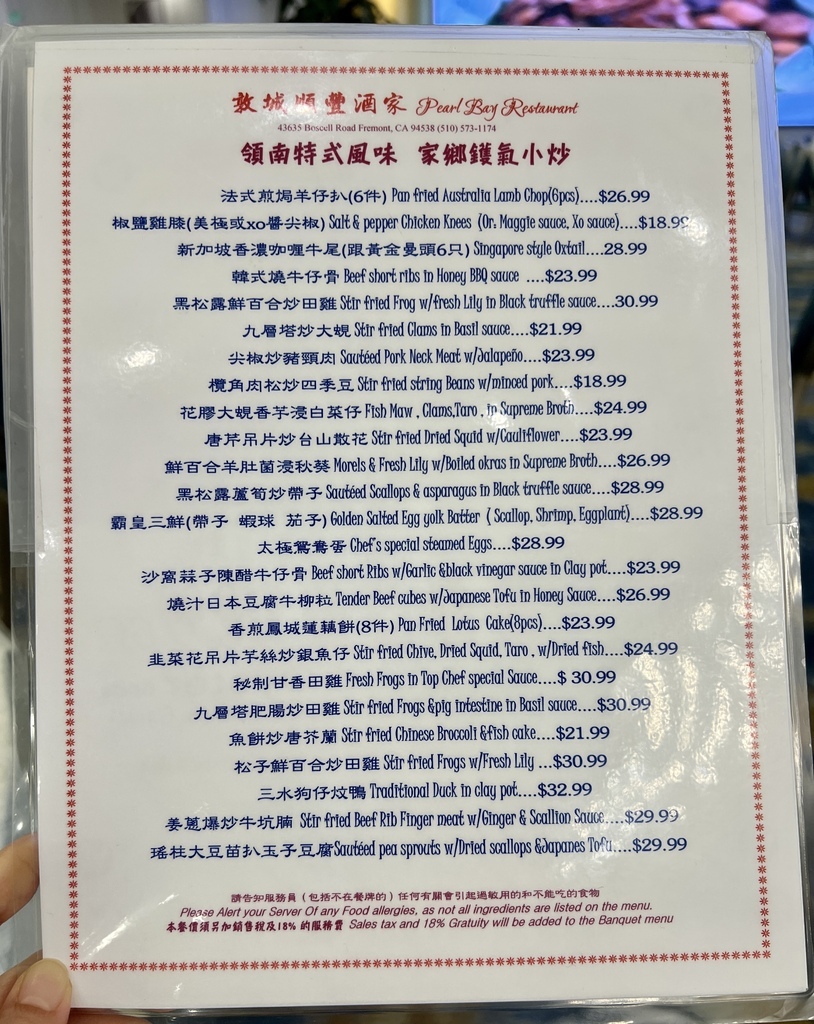 敦城順豐酒家 Pearl Bay Restaurant
43635 Boscell Road Fremont, CA 94538 (510) 573-1174
領南特式風味 家鄉鑊氣小炒
法式煎焗羊仔扒(6件) Pan fried Australia Lamb Chop(6pcs)....$26.99
椒鹽雞膝(美極或xo醬尖椒) Salt & pepper Chicken Knees (Or: Maggie sauce, Xo sauce)....$18.99
新加坡香濃咖喱牛尾(跟黃金曼頭6只) Singapore style Oxtail....28.99
韓式燒牛仔骨 Beef short ribs in Honey BBQ sauce ....$23.99
黑松露鮮百合炒田雞 Stir fried Frog w/fresh Lily in Black truffle sauce....30.99
九層塔炒大蜆 Stir fried Clams in Basil sauce....$21.99
尖椒炒豬頸肉 Sautéed Pork Neck Meat w/Jalapeño....$23.99
欖角肉松炒四季豆 Stir fried string Beans w/minced pork....$18.99
花膠大蜆香芋浸白菜仔 Fish Maw , Clams,Taro , in Supreme Broth....$24.99
唐芹吊片炒台山散花 Stir fried Dried Squid w/Cauliflower....$23.99
鮮百合羊肚菌浸秋葵 Morels & Fresh Lily w/Boiled okras in Supreme Broth....$26.99
黑松露蘆筍炒帶子 Sautéed Scallops & asparagus in Black truffle sauce....$28.99
霸皇三鮮(帶子 蝦球 茄子) Golden Salted Egg yolk Batter ( Scallop, Shrimp, Eggplant)....$28.99
太極鴛鴦蛋 Chef's special steamed Eggs....$28.99
沙窩蒜子陳醋牛仔骨 Beef short Ribs w/Garlic &black vinegar sauce in Clay pot....$23.99
燒汁日本豆腐牛柳粒 Tender Beef cubes w/Japanese Tofu in Honey Sauce....$26.99
香煎鳳城蓮藕餅(8件) Pan Fried Lotus Cake(8pcs)....$23.99
韭菜花吊片芋絲炒銀魚仔 Stir fried Chive, Dried Squid, Taro , w/Dried fish....$24.99
秘制甘香田雞 Fresh Frogs in Top Chef special Sauce....$ 30.99
九層塔肥腸炒田雞 Stir fried Frogs &pig intestine in Basil sauce....$30.99
魚餅炒唐芥蘭 Stir fried Chinese Broccoli &fish cake....$21.99
松子鮮百合炒田雞 Stir fried Frogs w/Fresh Lily ...$30.99
三水狗仔炆鴨 Traditional Duck in clay pot....$32.99
姜蔥爆炒牛坑腩 Stir fried Beef Rib Finger meat w/Ginger & Scallion Sauce....$29.99
瑤柱大豆苗扒玉子豆腐Sautéed pea sprouts w/Dried scallops &Japanes Tofu....$29.99
請告知服務員（包括不在餐牌的）任何有關會引起過敏用的和不能吃的食物
Please Alert your Server Of any Food allergies, as not all ingredients are listed on the menu.
本餐價須另加銷售稅及18% 的服務費 Sales tax and 18% Gratuity will be added to the Banquet menu